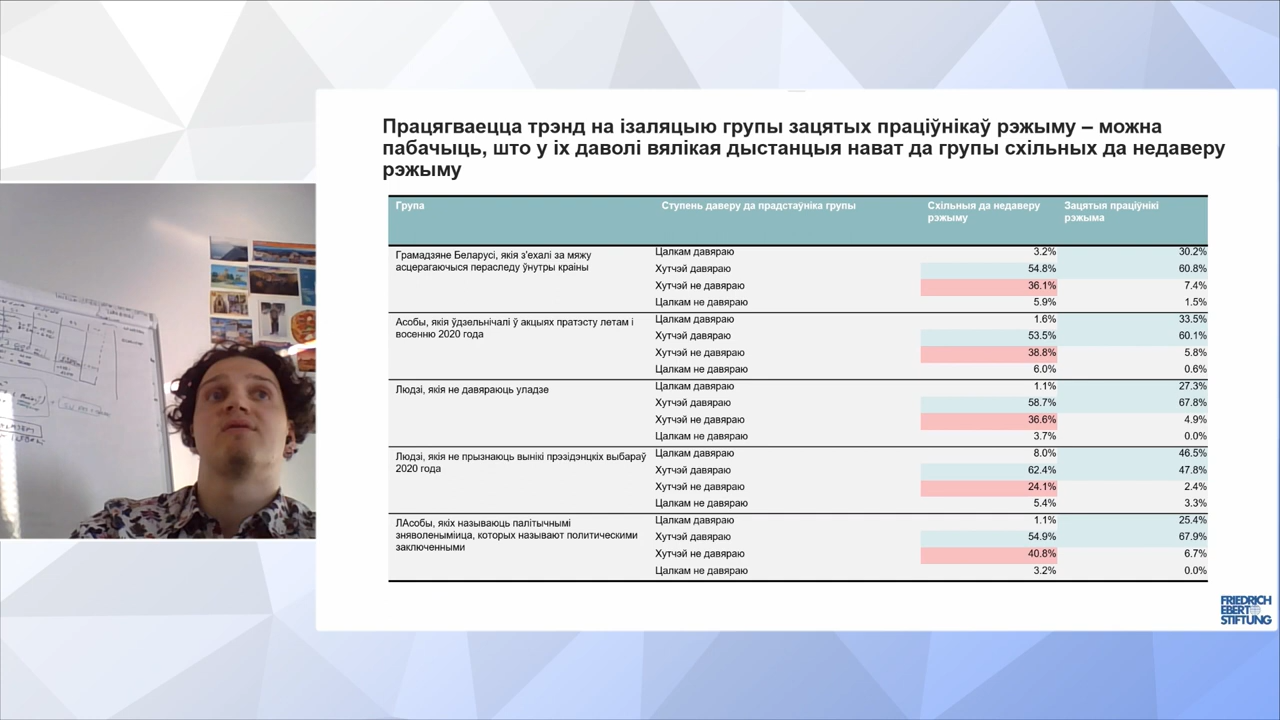 Працягваецца трэнд на ізаляцыю групы зацятых праціўнікаў рэжыму – можна
пабачыць, што у іх даволі вялікая дыстанцыя нават да групы схільных да недаверу
рэжыму
Група Ступень даверу да прадстаўніка групы Схільныя да недаверу Зацятыя праціўнікі
рэжыму рэжыма
Грамадзяне Беларусі, якія з'ехалі за мяжу Цалкам давяраю 3.2% 30.2%
асцерагаючыся пераследу ўнутры краіны Хутчэй давяраю 54.8% 60.8%
Хутчэй не давяраю 36.1% 7.4%
Цалкам не давяраю 5.9% 1.5%
Асобы, якія ўдзельнічалі ў акцыях пратэсту летам і Цалкам давяраю 1.6% 33.5%
восенню 2020 года Хутчэй давяраю 53.5% 60.1%
Хутчэй не давяраю 38.8% 5.8%
Цалкам не давяраю 6.0% 0.6%
Людзі, якія не давяраюць уладзе Цалкам давяраю 1.1% 27.3%
Хутчэй давяраю 58.7% 67.8%
Хутчэй не давяраю 36.6% 4.9%
Цалкам не давяраю 3.7% 0.0%
Людзі, якія не прызнаюць вынікі прэзідэнцкіх выбараў Цалкам давяраю 8.0% 46.5%
2020 года Хутчэй давяраю 62.4% 47.8%
Хутчэй не давяраю 24.1% 2.4%
Цалкам не давяраю 5.4% 3.3%
ЛАсобы, якіх называюць палітычнымі Цалкам давяраю 1.1% 25.4%
зняволеныміица, которых называют политическими Хутчэй давяраю 54.9% 67.9%
заключенными Хутчэй не давяраю 40.8% 6.7%
Цалкам не давяраю 3.2% 0.0%
FRIEDRICH
EBERT
STIFTUNG